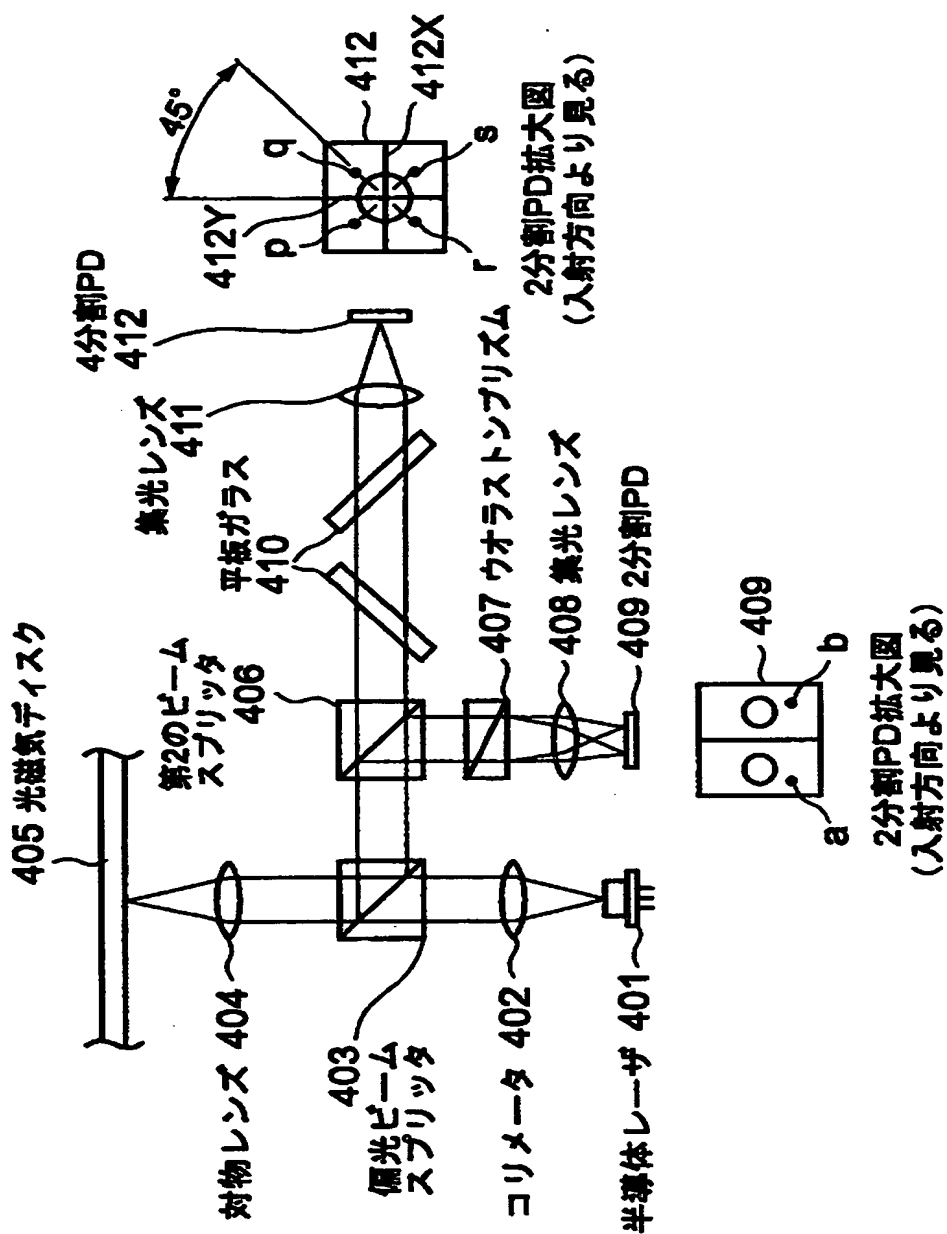 405 光磁気ディスク
対物レンズ 404
403
偏光ビーム
スプリッタ
コリメータ 402
半導体レーザ 401
第2のビーム
スプリッタ
406
平板ガラス
410
集光レンズ
411
4分割PD
412
407 ウオラストンプリズム
408 集光レンズ
409 2分割PD
409
a
b
2分割PD拡大図
(入射方向より見る)
45°
412Y
412
412X
p
q
r
s
2分割PD拡大図
(入射方向より見る)